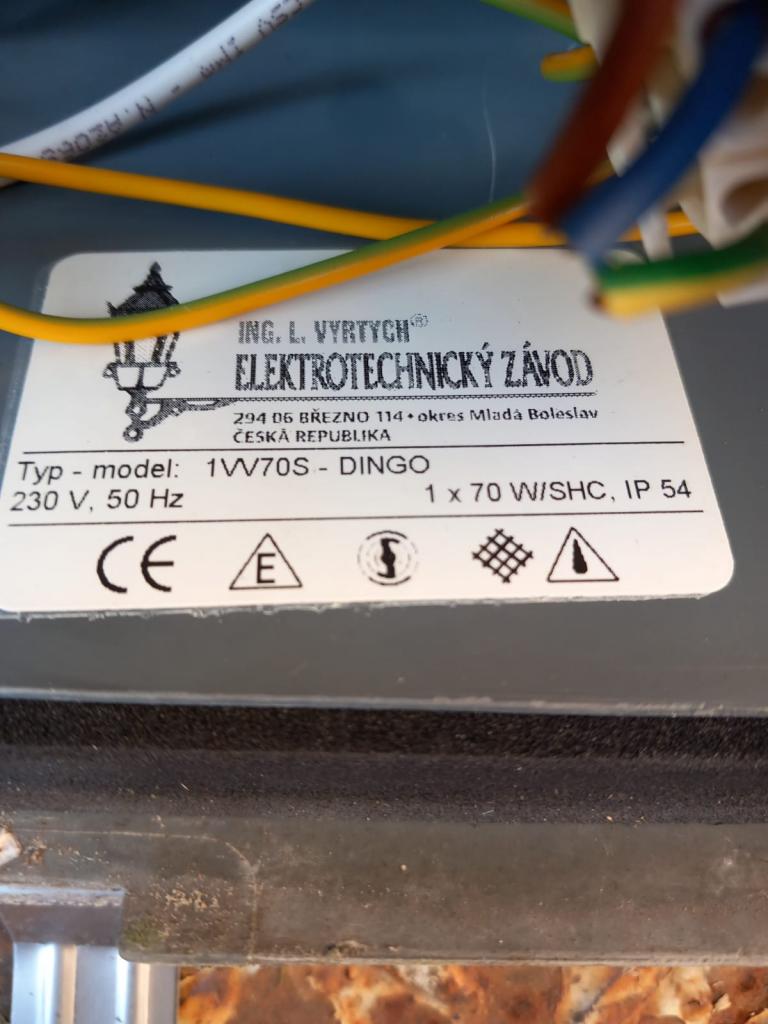 ING. L. VYRTYCH®
ELEKTROTECHNICKÝ ZÁVOD
294 06 BŘEZNO 114 • okres Mladá Boleslav
ČESKÁ REPUBLIKA
Typ - model: 1VV70S - DINGO
230 V, 50 Hz 1 x 70 W/SHC, IP 54
CE E